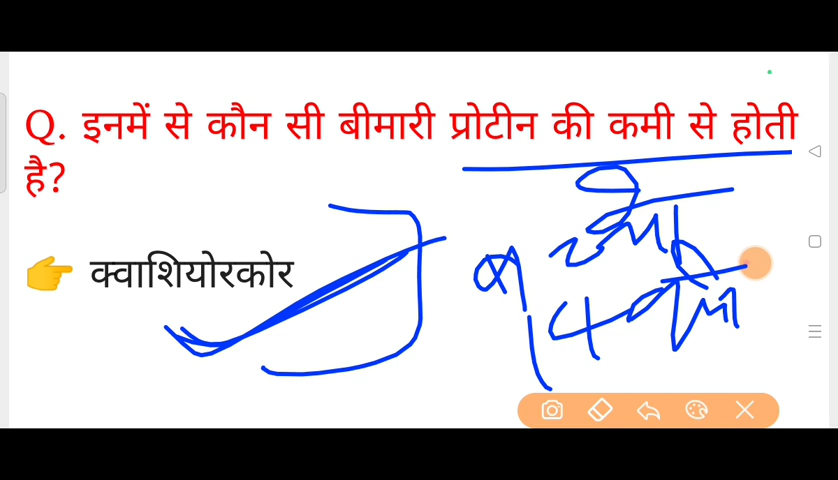 Q. इनमें से कौन सी बीमारी प्रोटीन की कमी से होती
है?
👉 क्वाशियोरकोर